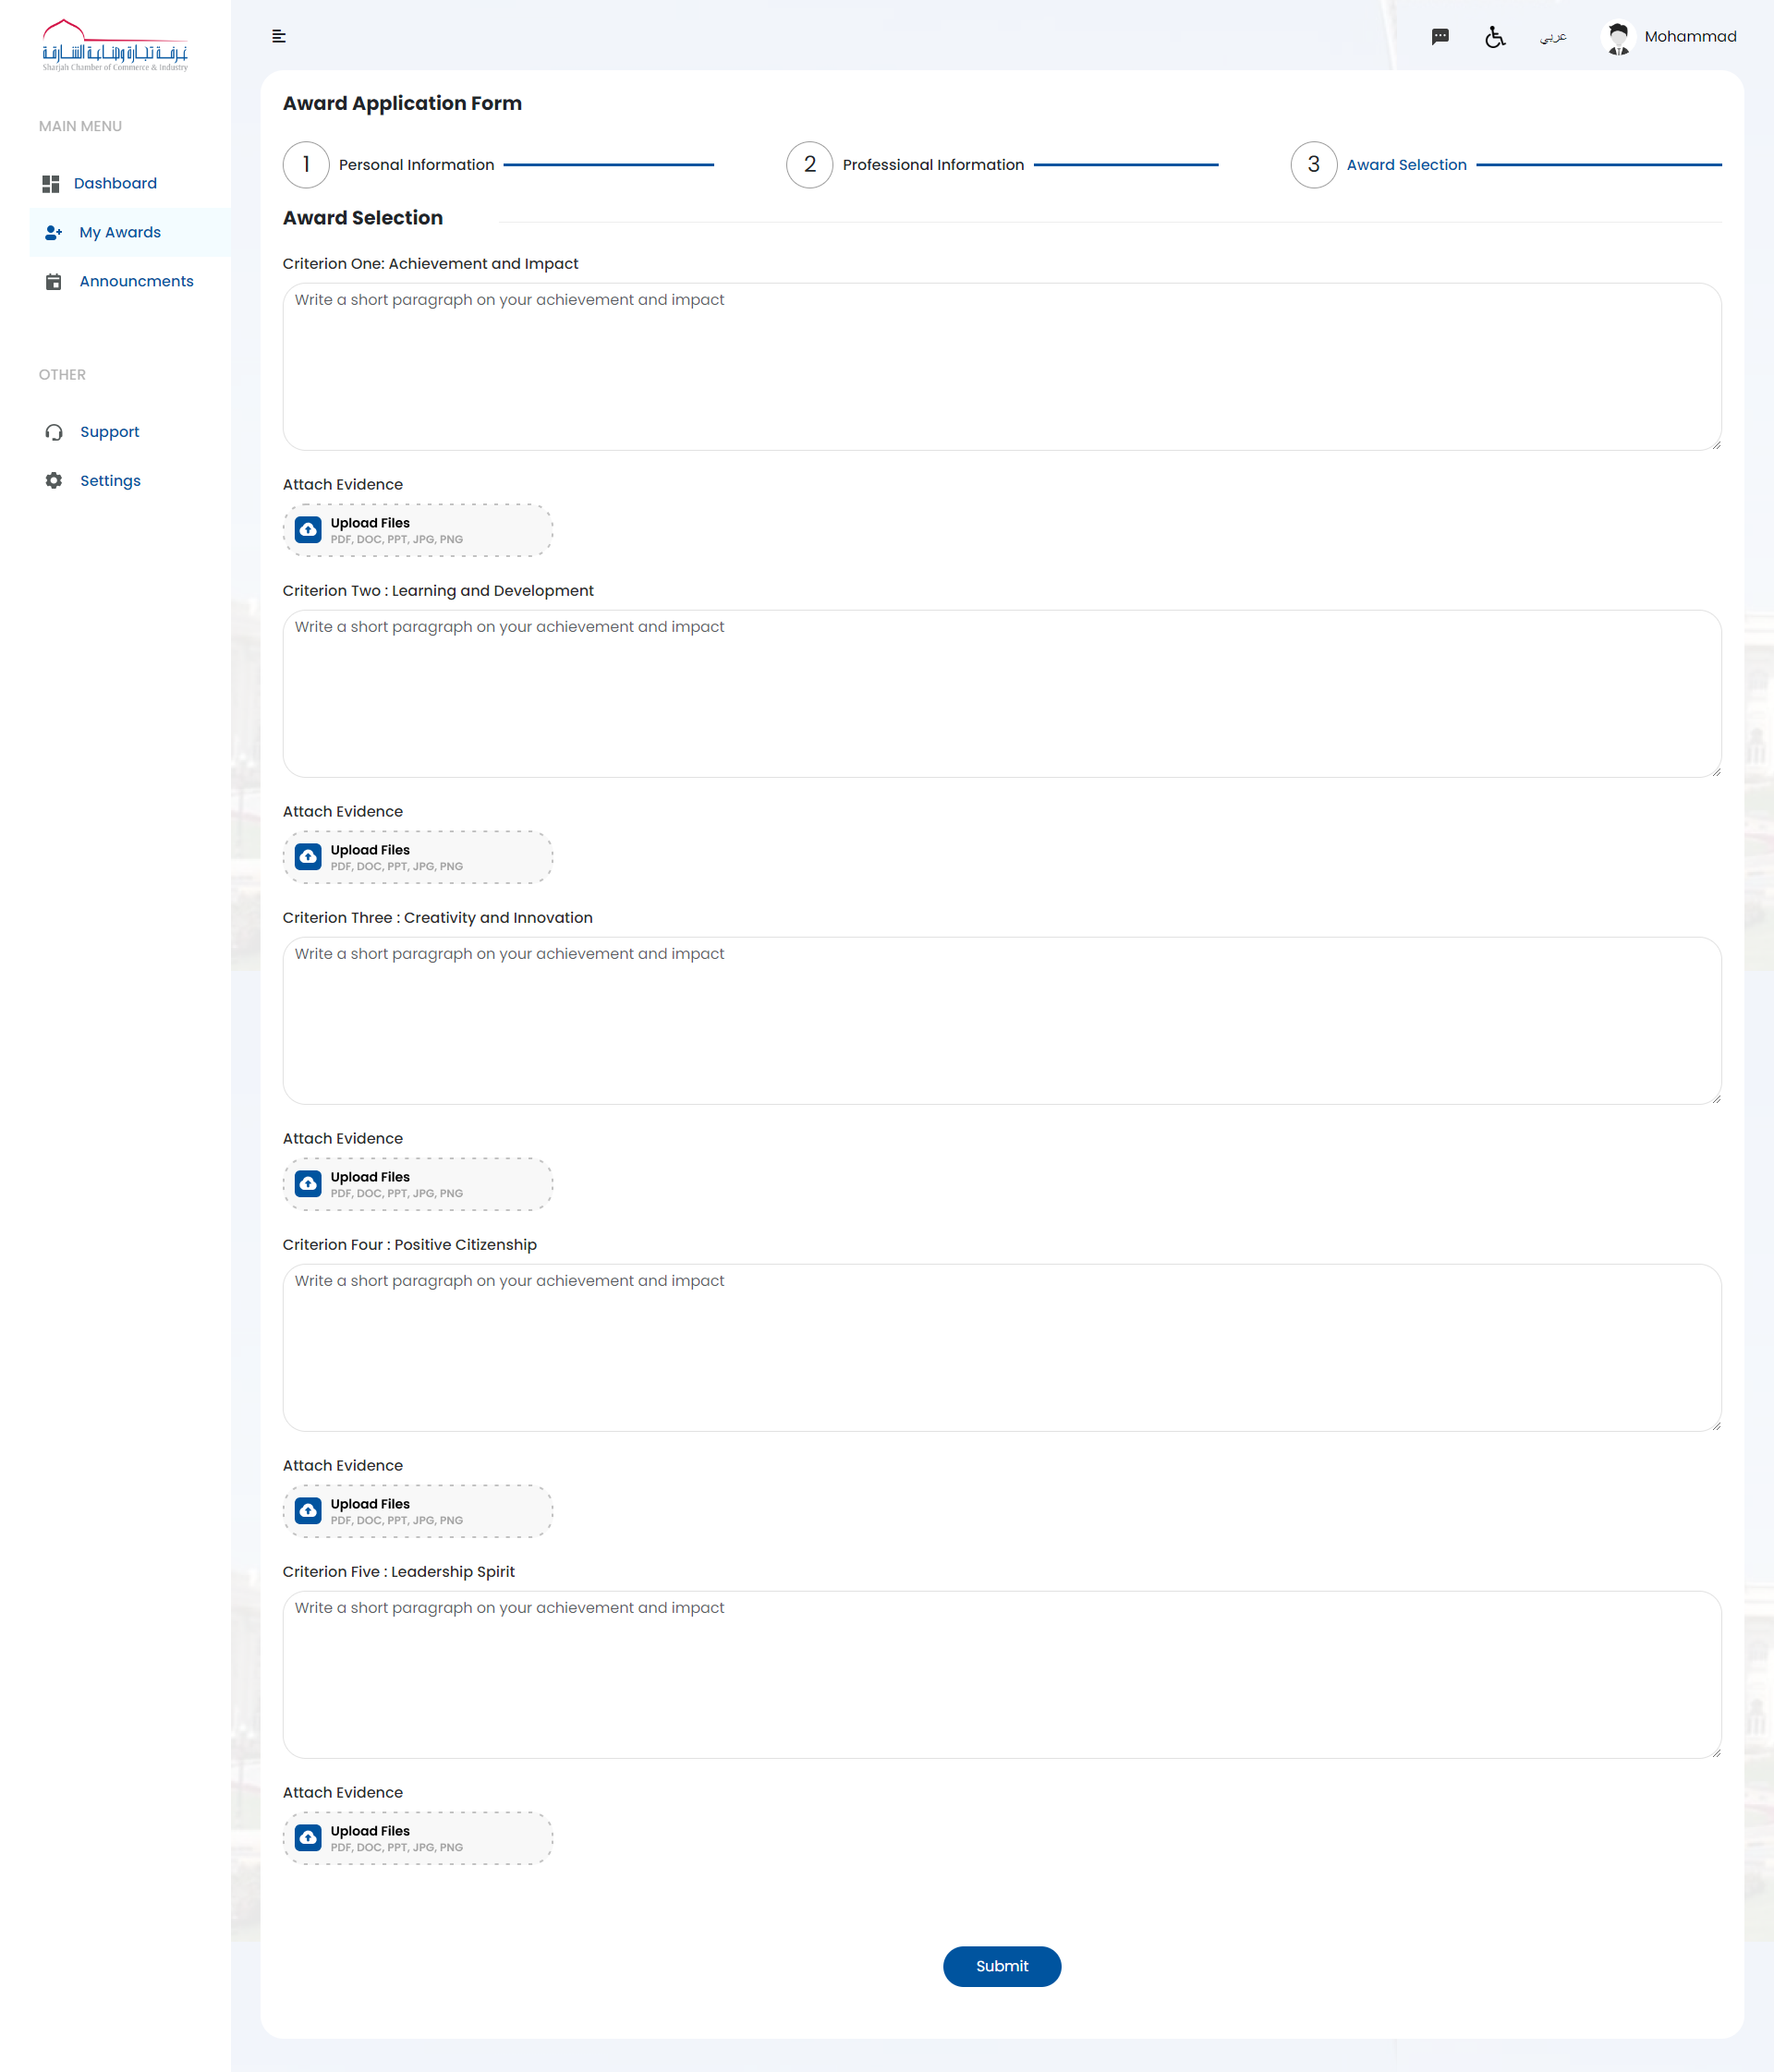 غرفة تجارة وصناعة الشارقة
Sharjah Chamber of Commerce & Industry
MAIN MENU
Dashboard
My Awards
Announcments
OTHER
Support
Settings
عربي
Mohammad
Award Application Form
1 Personal Information
2 Professional Information
3 Award Selection
Award Selection
Criterion One: Achievement and Impact
Write a short paragraph on your achievement and impact
Attach Evidence
Upload Files
PDF, DOC, PPT, JPG, PNG
Criterion Two : Learning and Development
Write a short paragraph on your achievement and impact
Attach Evidence
Upload Files
PDF, DOC, PPT, JPG, PNG
Criterion Three : Creativity and Innovation
Write a short paragraph on your achievement and impact
Attach Evidence
Upload Files
PDF, DOC, PPT, JPG, PNG
Criterion Four : Positive Citizenship
Write a short paragraph on your achievement and impact
Attach Evidence
Upload Files
PDF, DOC, PPT, JPG, PNG
Criterion Five : Leadership Spirit
Write a short paragraph on your achievement and impact
Attach Evidence
Upload Files
PDF, DOC, PPT, JPG, PNG
Submit